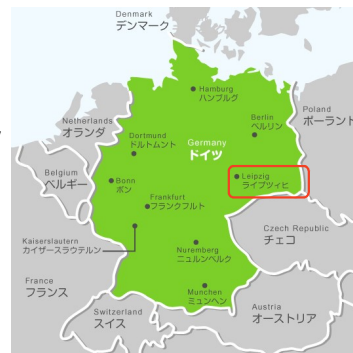 Denmark
デンマーク
Hamburg
ハンブルグ
Netherlands
オランダ
Berlin
ベルリン
Poland
ポーランド
Dortmund
ドルトムント
Germany
ドイツ
Belgium
ベルギー
Bonn
ボン
Leipzig
ライプツィヒ
Frankfurt
フランクフルト
Kaiserslautern
カイザースラウテルン
Czech Republic
チェコ
Nuremberg
ニュルンベルク
France
フランス
Munchen
ミュンヘン
Switzerland
スイス
Austria
オーストリア